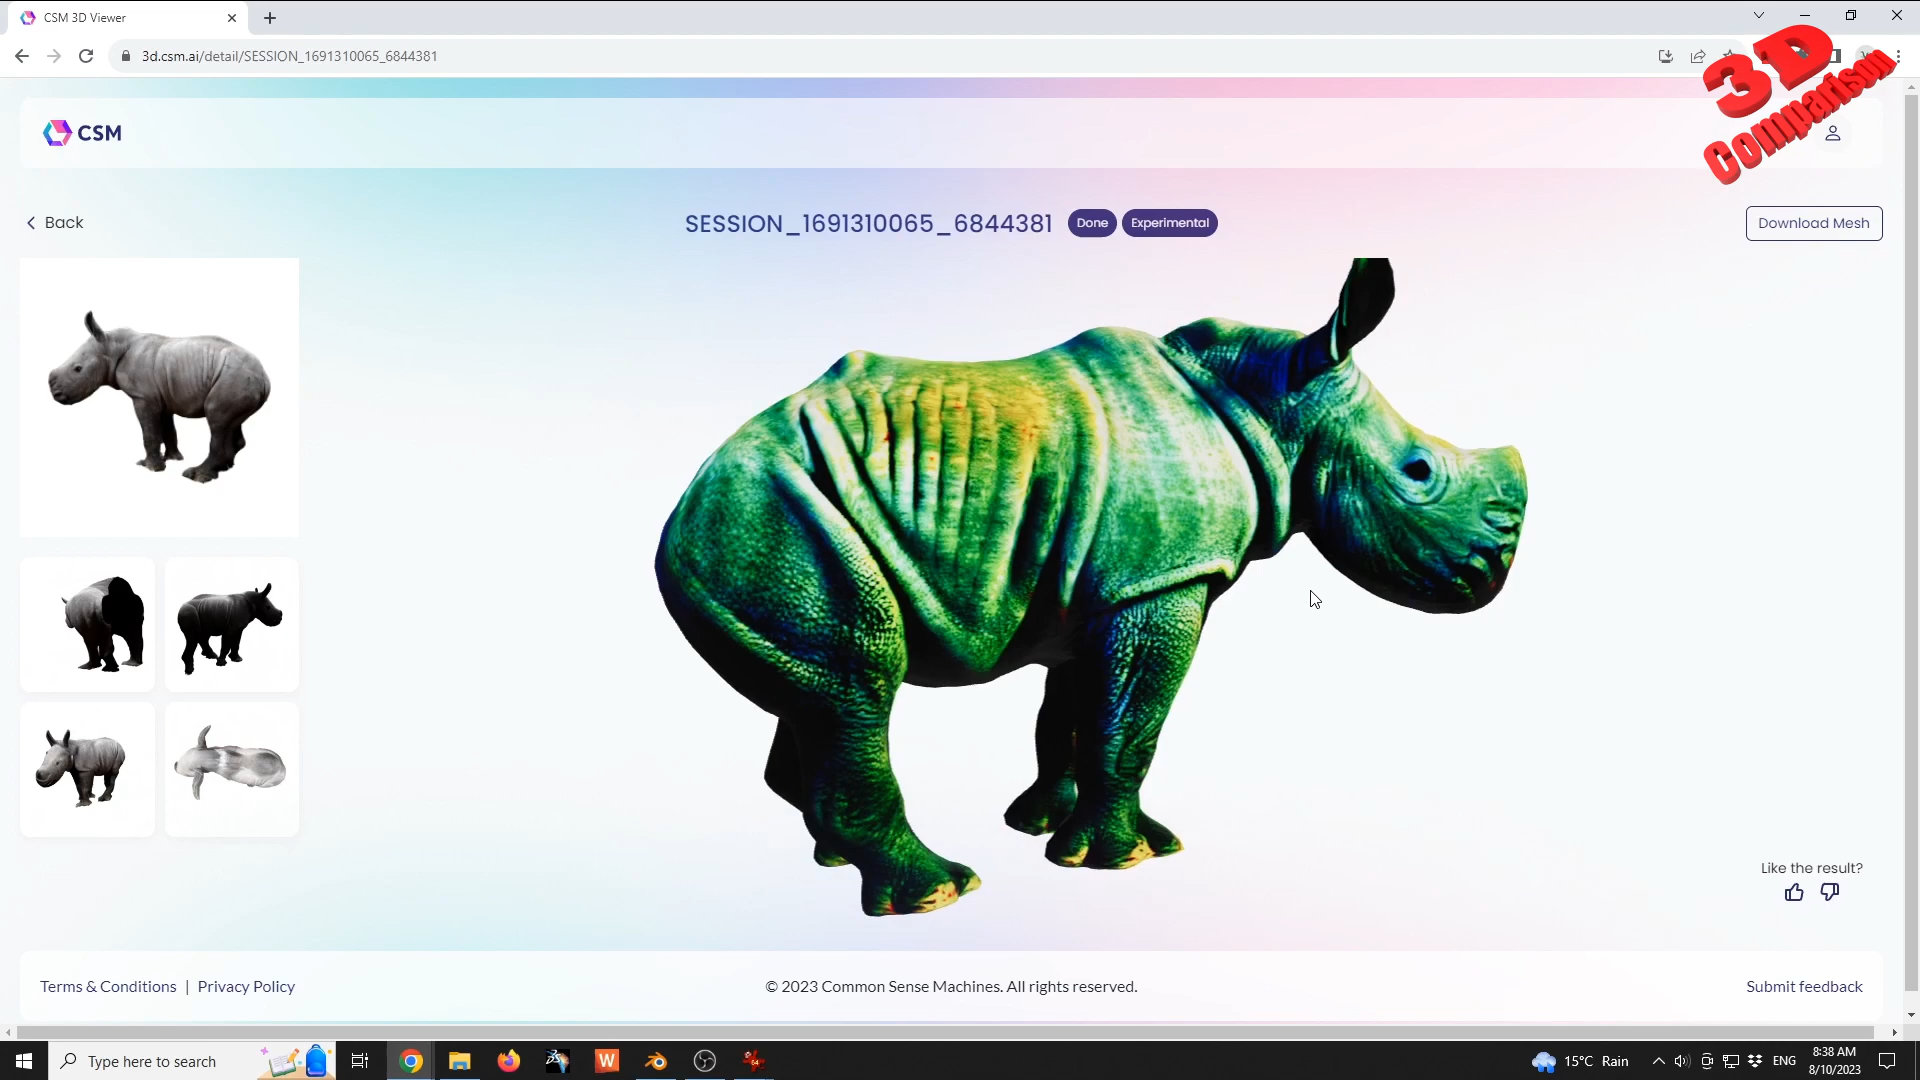 CSM 3D Viewer
3d.csm.ai/detail/SESSION_1691310065_6844381
3D
Comparison
CSM
Back
SESSION_1691310065_6844381
Done
Experimental
Download Mesh
Like the result?
Terms & Conditions | Privacy Policy
© 2023 Common Sense Machines. All rights reserved.
Submit feedback
Type here to search
W
15°C Rain
ENG
8:38 AM
8/10/2023